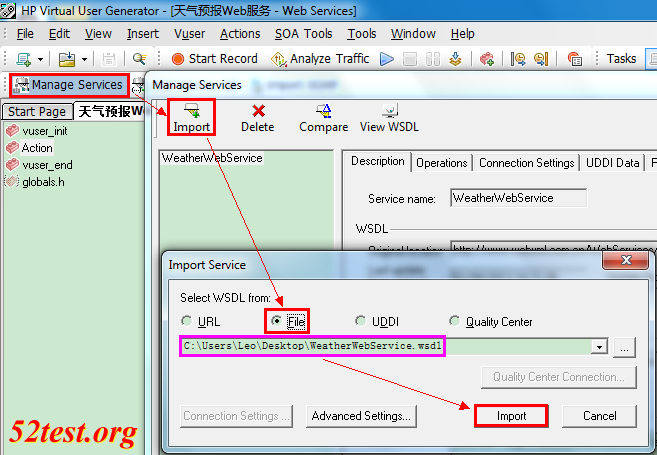 HP Virtual User Generator - [天气预报Web服务 - Web Services]
File Edit View Insert Vuser Actions SOA Tools Tools Window Help
Start Record Analyze Traffic Tasks
Manage Services
Start Page 天气预报We
vuser_init
Action
vuser_end
globals.h
Manage Services
Import Delete Compare View WSDL
WeatherWebService
Description Operations Connection Settings UDDI Data
Service name: WeatherWebService
WSDL
Import Service
Select WSDL from:
URL File UDDI Quality Center
C:\Users\Leo\Desktop\WeatherWebService.wsdl ...
Quality Center Connection...
Connection Settings ... Advanced Settings... Import Cancel
52test.org